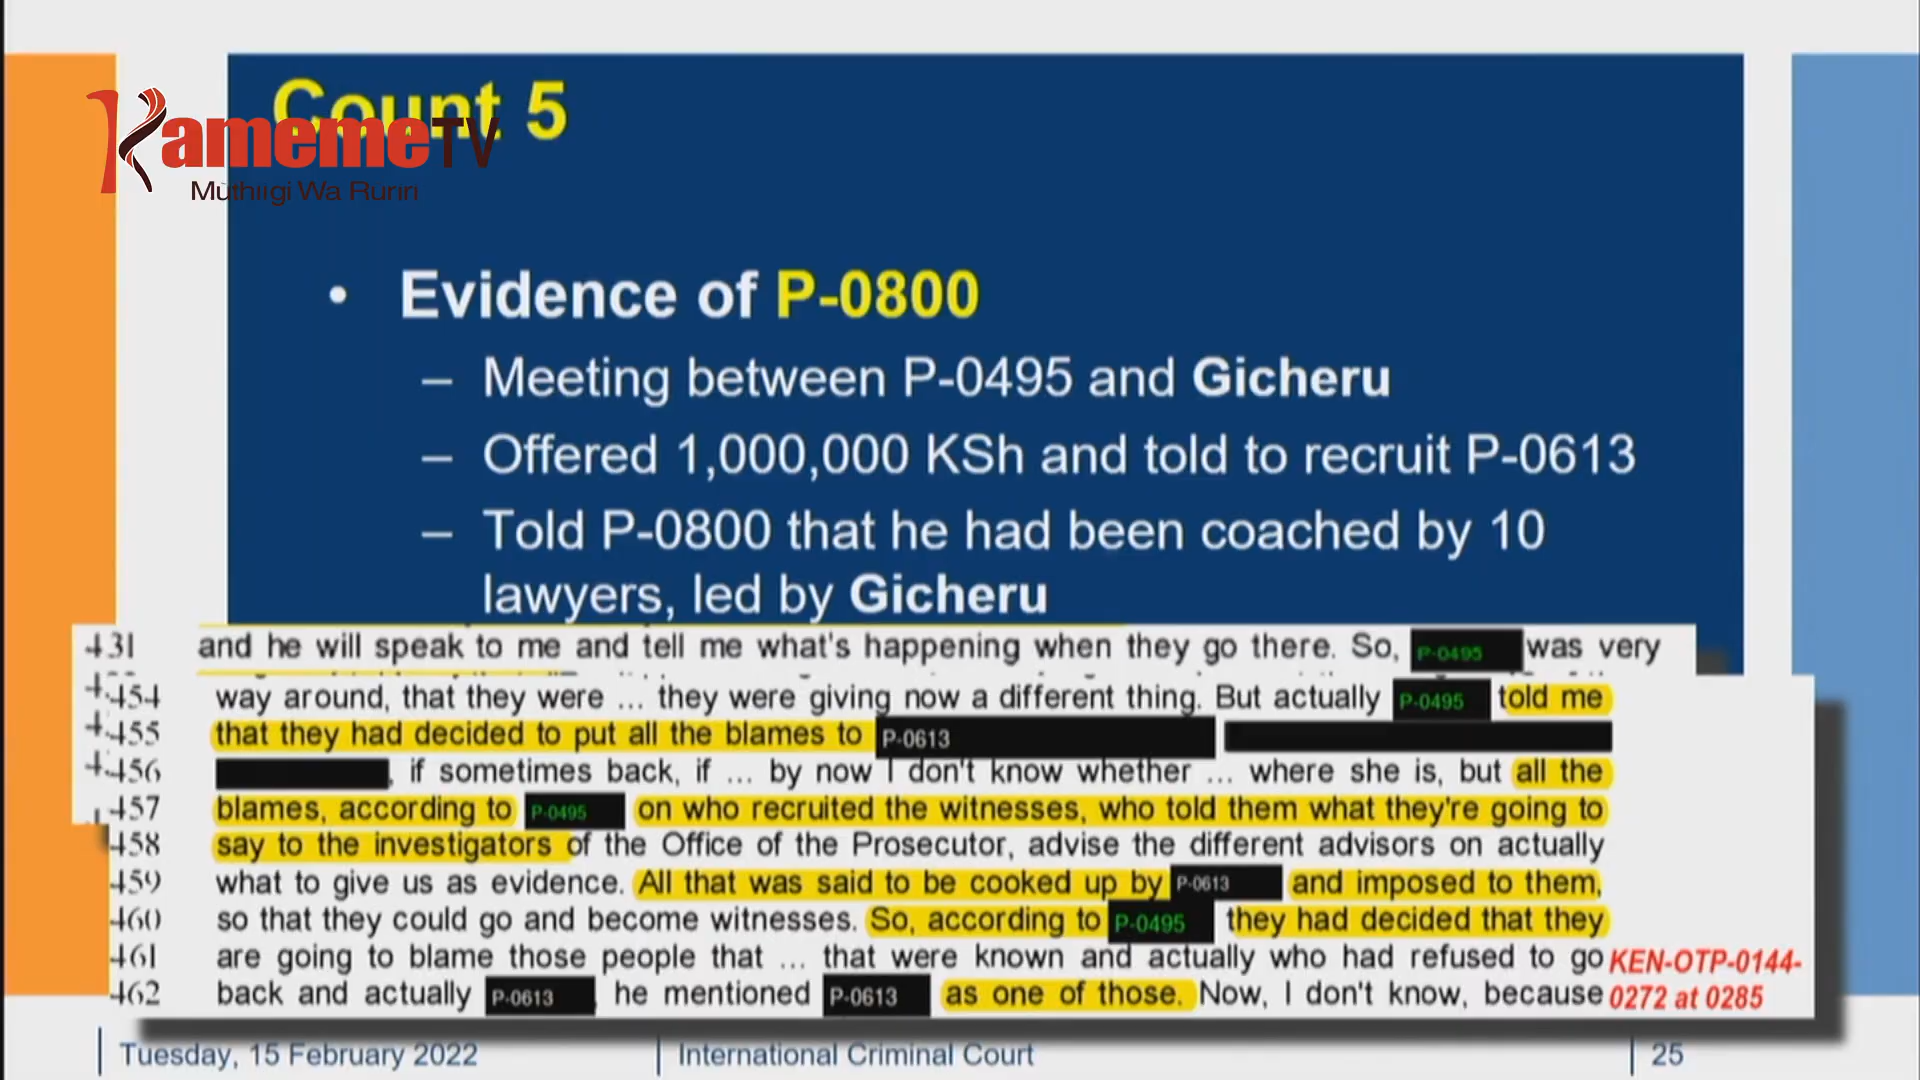 Count 5
KamemeTV
Mũthiigi Wa Rũrĩrĩ
• Evidence of P-0800
– Meeting between P-0495 and Gicheru
– Offered 1,000,000 KSh and told to recruit P-0613
– Told P-0800 that he had been coached by 10
lawyers, led by Gicheru
431 and he will speak to me and tell me what's happening when they go there. So, P-0495 was very
454 way around, that they were ... they were giving now a different thing. But actually P-0495 told me
455 that they had decided to put all the blames to P-0613
456 , if sometimes back, if ... by now I don't know whether ... where she is, but all the
457 blames, according to P-0495 on who recruited the witnesses, who told them what they're going to
458 say to the investigators of the Office of the Prosecutor, advise the different advisors on actually
459 what to give us as evidence. All that was said to be cooked up by P-0613 and imposed to them,
460 so that they could go and become witnesses. So, according to P-0495 they had decided that they
461 are going to blame those people that ... that were known and actually who had refused to go
462 back and actually P-0613, he mentioned P-0613 as one of those. Now, I don't know, because
KEN-OTP-0144-
0272 at 0285
Tuesday, 15 February 2022
International Criminal Court
25